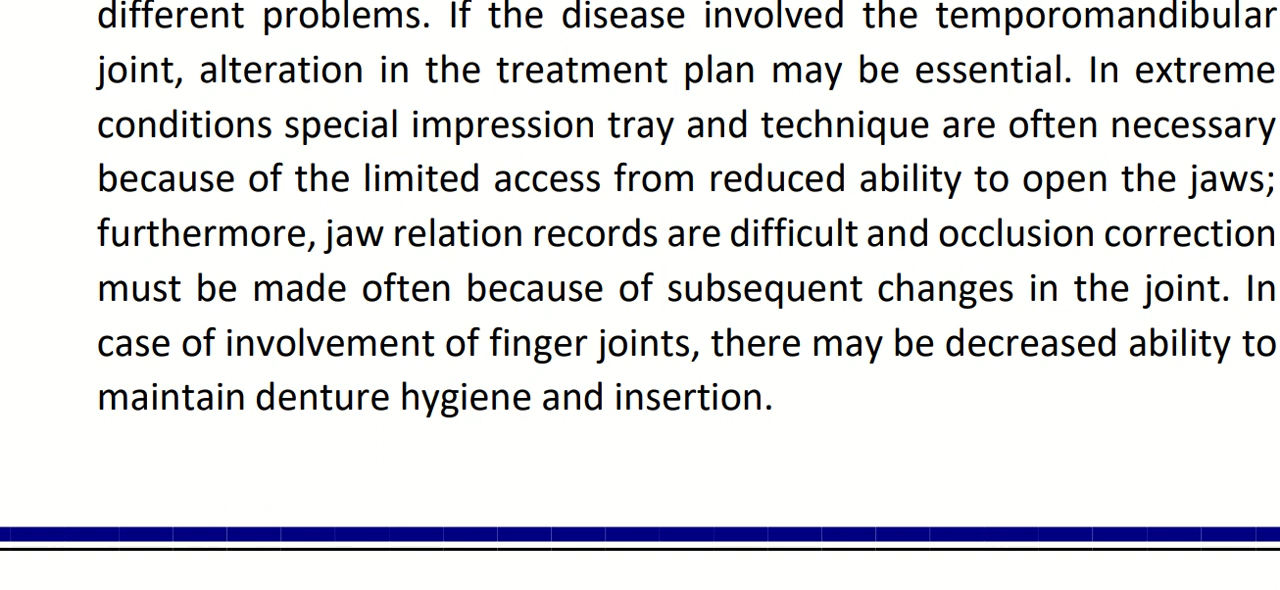 different problems. If the disease involved the temporomandibular
joint, alteration in the treatment plan may be essential. In extreme
conditions special impression tray and technique are often necessary
because of the limited access from reduced ability to open the jaws;
furthermore, jaw relation records are difficult and occlusion correction
must be made often because of subsequent changes in the joint. In
case of involvement of finger joints, there may be decreased ability to
maintain denture hygiene and insertion.